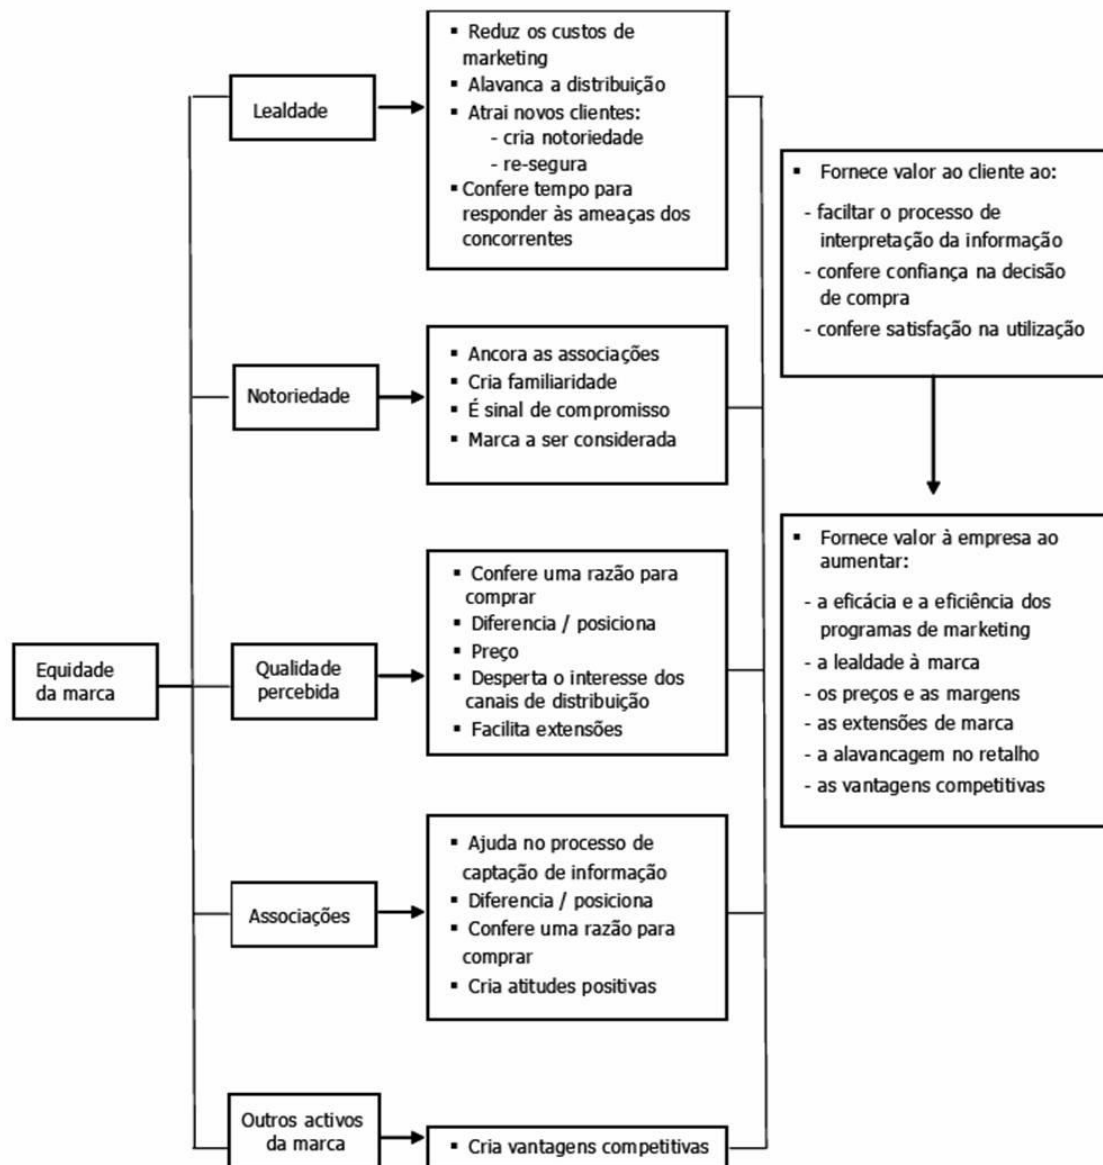 Equidade
da marca
Lealdade
▪ Reduz os custos de
marketing
▪ Alavanca a distribuição
▪ Atrai novos clientes:
- cria notoriedade
- re-segura
▪ Confere tempo para
responder às ameaças dos
concorrentes
Notoriedade
▪ Ancora as associações
▪ Cria familiaridade
▪ É sinal de compromisso
▪ Marca a ser considerada
Qualidade
percebida
▪ Confere uma razão para
comprar
▪ Diferencia / posiciona
▪ Preço
▪ Desperta o interesse dos
canais de distribuição
▪ Facilita extensões
Associações
▪ Ajuda no processo de
captação de informação
▪ Diferencia / posiciona
▪ Confere uma razão para
comprar
▪ Cria atitudes positivas
Outros activos
da marca
▪ Cria vantagens competitivas
▪ Fornece valor ao cliente ao:
- faciltar o processo de
interpretação da informação
- confere confiança na decisão
de compra
- confere satisfação na utilização
▪ Fornece valor à empresa ao
aumentar:
- a eficácia e a eficiência dos
programas de marketing
- a lealdade à marca
- os preços e as margens
- as extensões de marca
- a alavancagem no retalho
- as vantagens competitivas